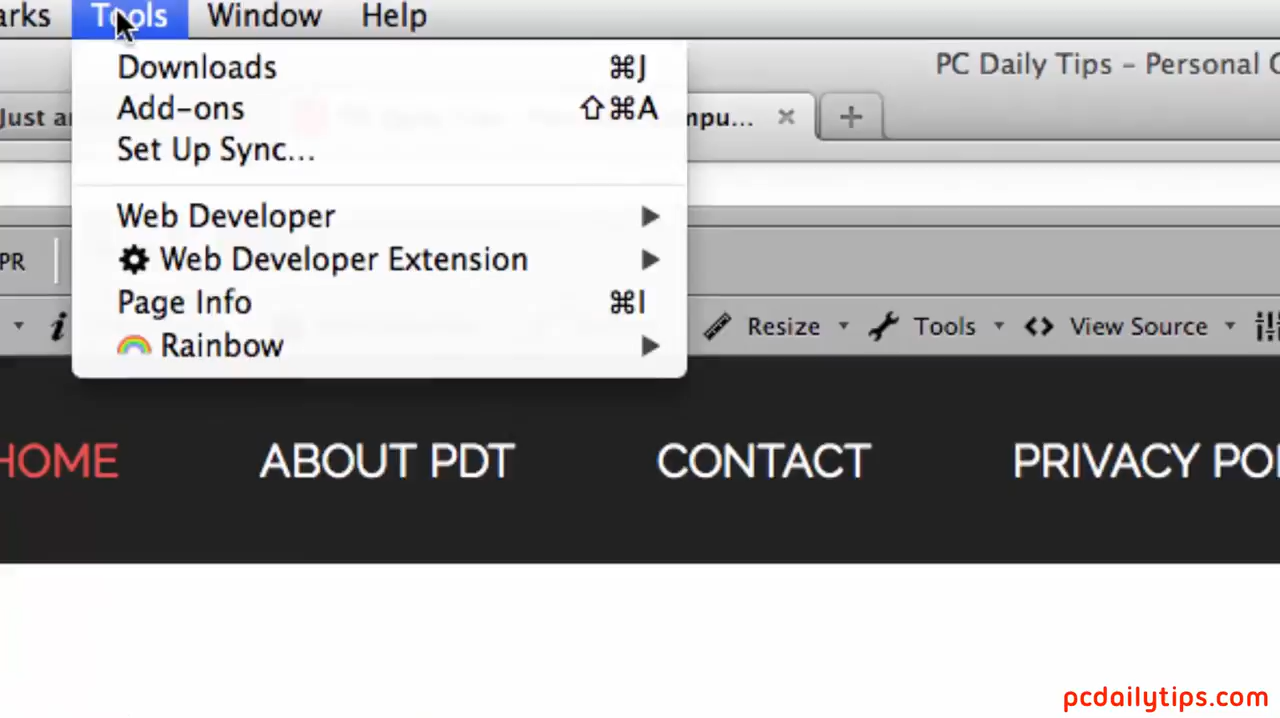 arks Tools Window Help
Downloads ⌘J
PC Daily Tips – Personal C
Add-ons ⇧⌘A
Just a mpu... × +
Set Up Sync...
Web Developer ▶
PR Web Developer Extension ▶
Page Info ⌘I
i Resize ▾ Tools ▾ <> View Source ▾
Rainbow ▶
HOME ABOUT PDT CONTACT PRIVACY PO
pcdailytips.com